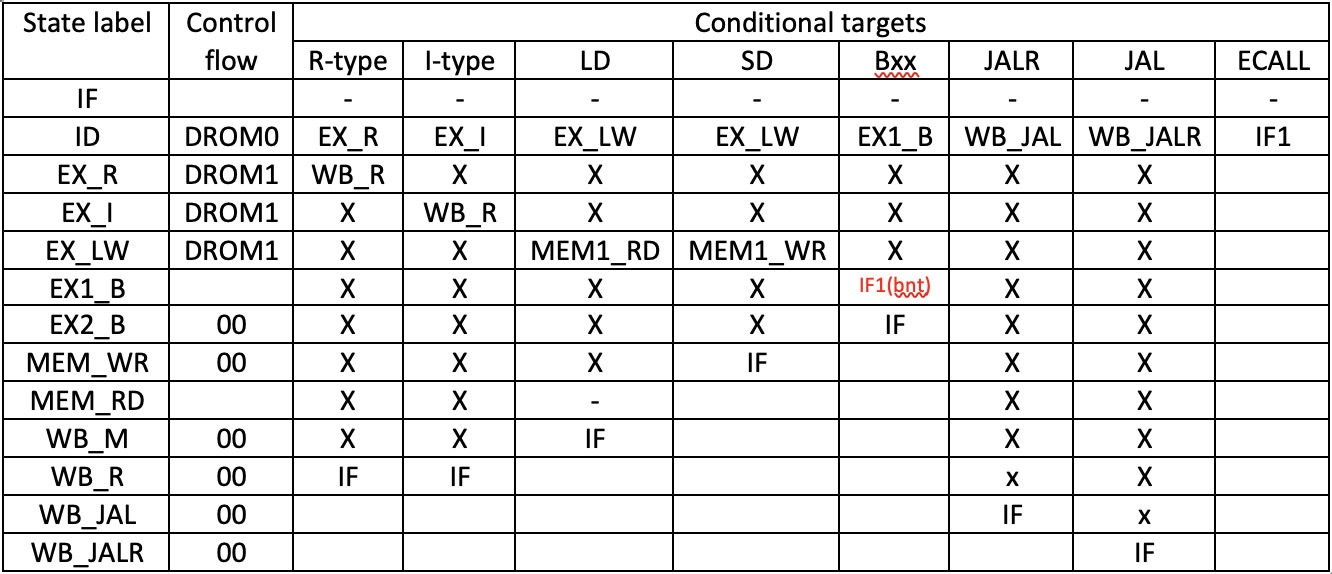 State label Control flow Conditional targets
R-type I-type LD SD Bxx JALR JAL ECALL
IF - - - - - - - -
ID DROM0 EX_R EX_I EX_LW EX_LW EX1_B WB_JAL WB_JALR IF1
EX_R DROM1 WB_R X X X X X X
EX_I DROM1 X WB_R X X X X X
EX_LW DROM1 X X MEM1_RD MEM1_WR X X X
EX1_B X X X X IF1(bnt) X X
EX2_B 00 X X X X IF X X
MEM_WR 00 X X X IF X X
MEM_RD X X - X X
WB_M 00 X X IF X X
WB_R 00 IF IF x X
WB_JAL 00 IF x
WB_JALR 00 IF